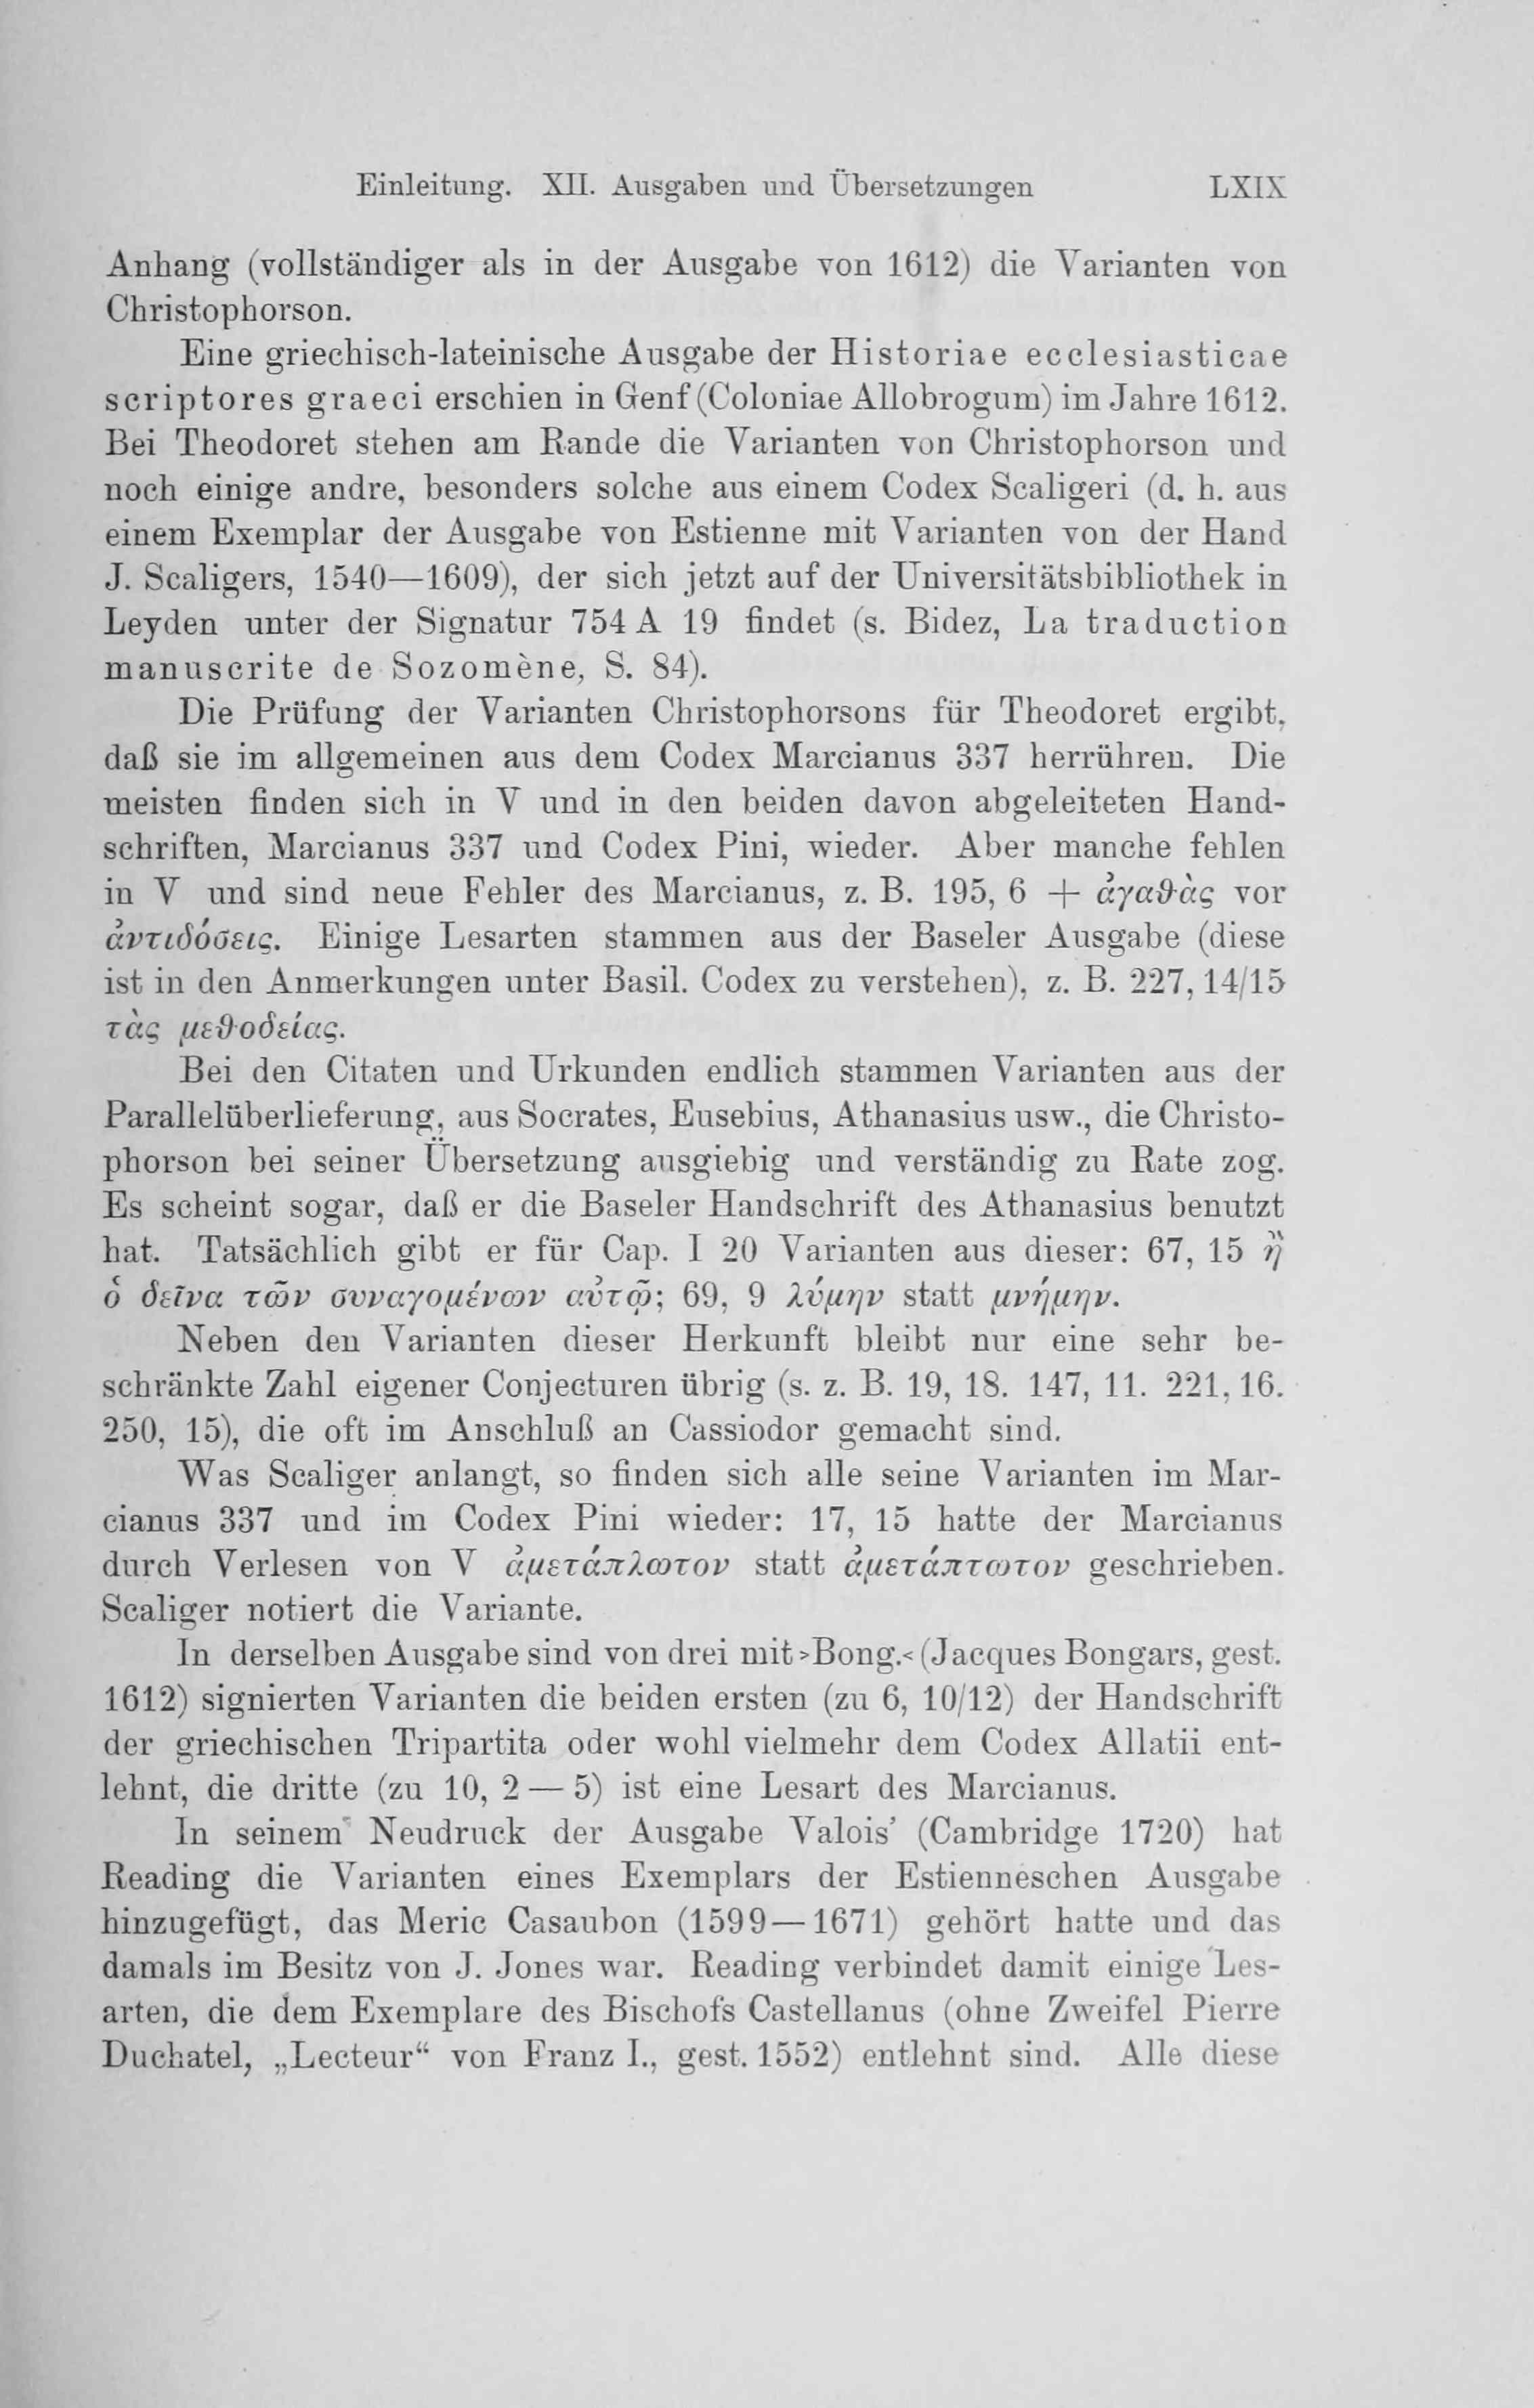 Einleitung. XII. Ausgaben und Übersetzungen LXIX
Anhang (vollständiger als in der Ausgabe von 1612) die Varianten von
Christophorson.
Eine griechisch-lateinische Ausgabe der Historiae ecclesiasticae
scriptores graeci erschien in Genf (Coloniae Allobrogum) im Jahre 1612.
Bei Theodoret stehen am Rande die Varianten von Christophorson und
noch einige andre, besonders solche aus einem Codex Scaligeri (d. h. aus
einem Exemplar der Ausgabe von Estienne mit Varianten von der Hand
J. Scaligers, 1540—1609), der sich jetzt auf der Universitätsbibliothek in
Leyden unter der Signatur 754 A 19 findet (s. Bidez, La traduction
manuscrite de Sozomène, S. 84).
Die Prüfung der Varianten Christophorsons für Theodoret ergibt,
daß sie im allgemeinen aus dem Codex Marcianus 337 herrühren. Die
meisten finden sich in V und in den beiden davon abgeleiteten Hand-
schriften, Marcianus 337 und Codex Pini, wieder. Aber manche fehlen
in V und sind neue Fehler des Marcianus, z. B. 195, 6 + ἀγαϑὰς vor
ἀντιδόσεις. Einige Lesarten stammen aus der Baseler Ausgabe (diese
ist in den Anmerkungen unter Basil. Codex zu verstehen), z. B. 227, 14/15
τὰς μεϑοδείας.
Bei den Citaten und Urkunden endlich stammen Varianten aus der
Parallelüberlieferung, aus Socrates, Eusebius, Athanasius usw., die Christo-
phorson bei seiner Übersetzung ausgiebig und verständig zu Rate zog.
Es scheint sogar, daß er die Baseler Handschrift des Athanasius benutzt
hat. Tatsächlich gibt er für Cap. I 20 Varianten aus dieser: 67, 15 ἢ
ὁ δεῖνα τῶν συναγομένων αὐτῷ; 69, 9 λύμην statt μνήμην.
Neben den Varianten dieser Herkunft bleibt nur eine sehr be-
schränkte Zahl eigener Conjecturen übrig (s. z. B. 19, 18. 147, 11. 221, 16.
250, 15), die oft im Anschluß an Cassiodor gemacht sind.
Was Scaliger anlangt, so finden sich alle seine Varianten im Mar-
cianus 337 und im Codex Pini wieder: 17, 15 hatte der Marcianus
durch Verlesen von V ἀμετάπλωτον statt ἀμετάπτωτον geschrieben.
Scaliger notiert die Variante.
In derselben Ausgabe sind von drei mit >Bong.< (Jacques Bongars, gest.
1612) signierten Varianten die beiden ersten (zu 6, 10/12) der Handschrift
der griechischen Tripartita oder wohl vielmehr dem Codex Allatii ent-
lehnt, die dritte (zu 10, 2 — 5) ist eine Lesart des Marcianus.
In seinem Neudruck der Ausgabe Valois' (Cambridge 1720) hat
Reading die Varianten eines Exemplars der Estienneschen Ausgabe
hinzugefügt, das Meric Casaubon (1599—1671) gehört hatte und das
damals im Besitz von J. Jones war. Reading verbindet damit einige Les-
arten, die dem Exemplare des Bischofs Castellanus (ohne Zweifel Pierre
Duchatel, „Lecteur“ von Franz I., gest. 1552) entlehnt sind. Alle diese